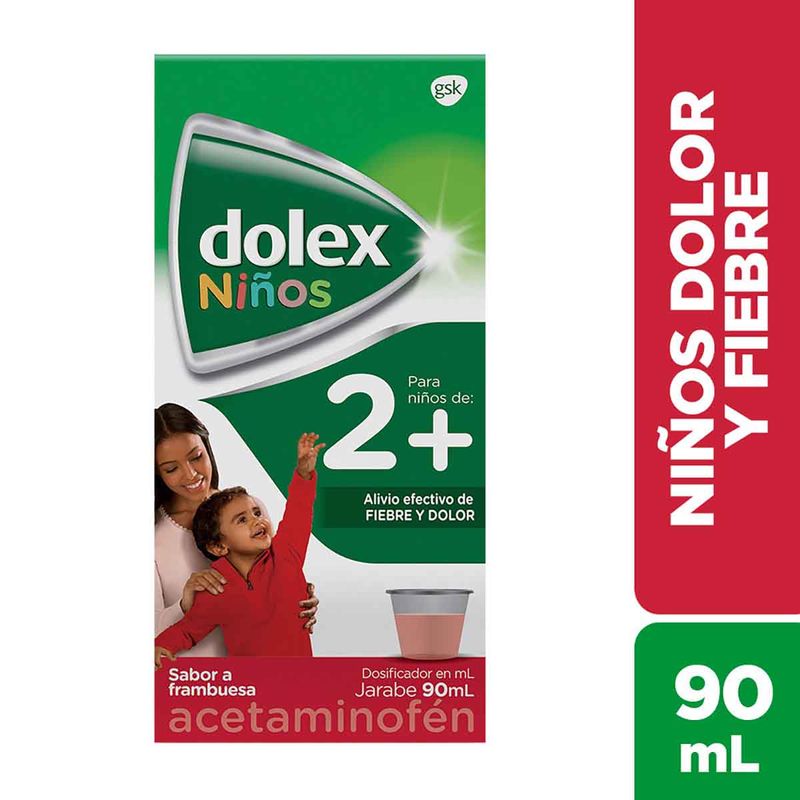 gsk
dolex
Niños
Para
niños de:
2+
Alivio efectivo de
FIEBRE Y DOLOR
Sabor a
frambuesa
Dosificador en mL
Jarabe 90mL
acetaminofén
NIÑOS DOLOR
Y FIEBRE
90
mL